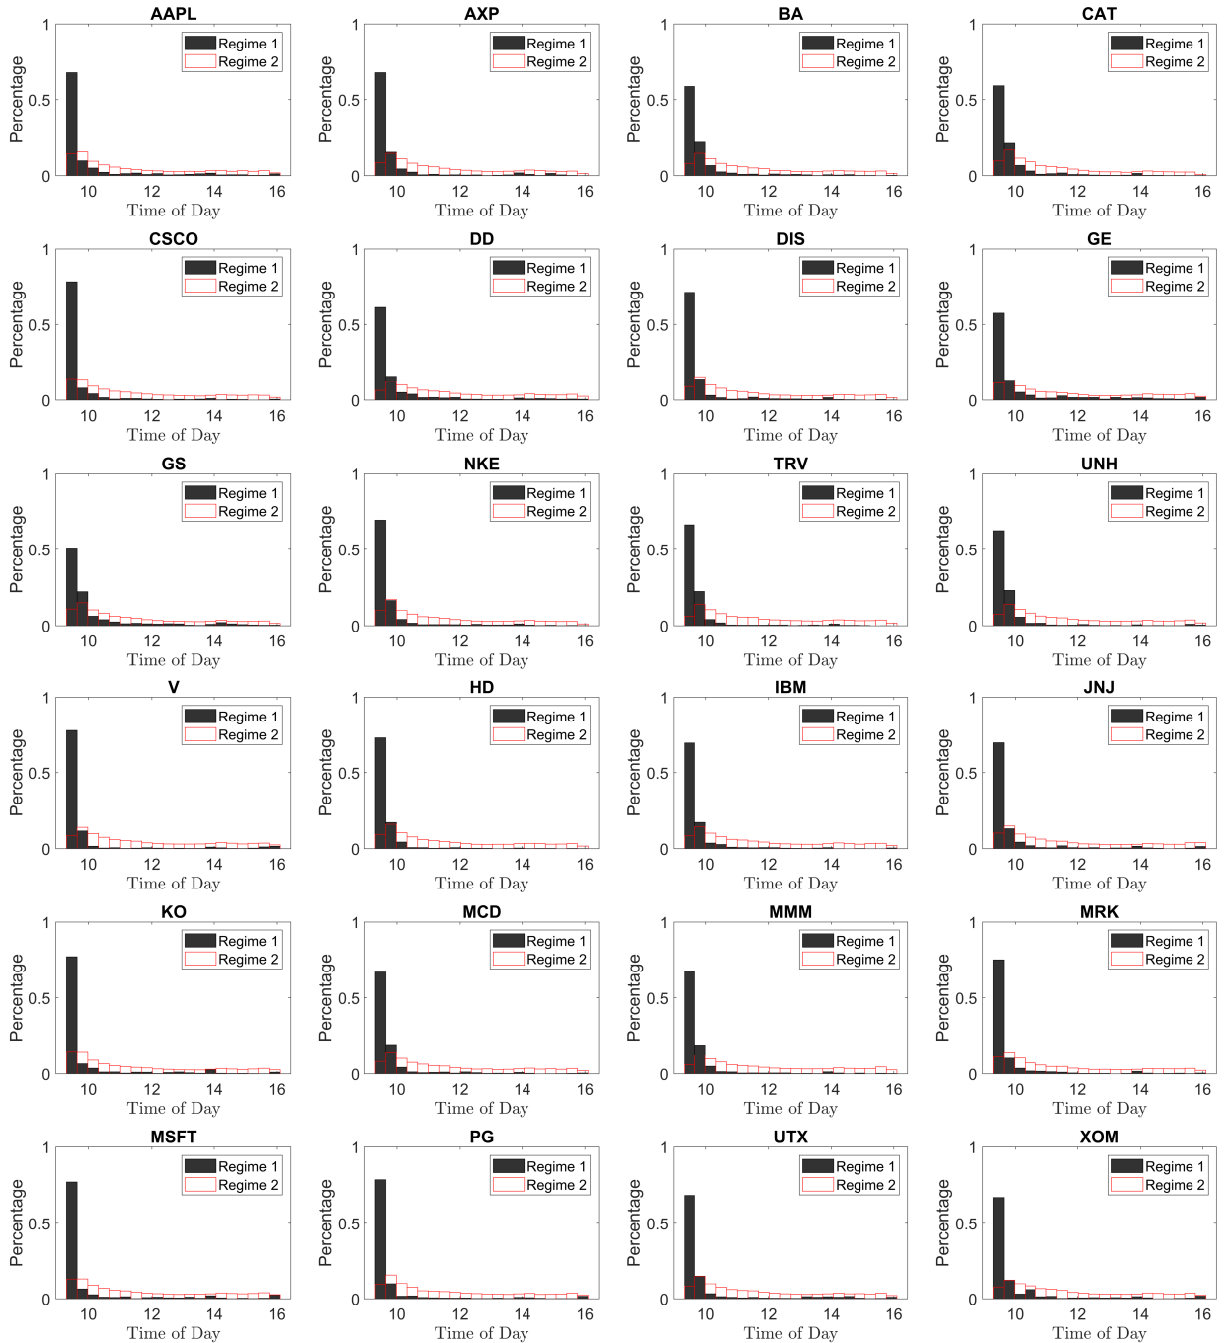 AAPL AXP BA CAT
1 1 1 1
Regime 1 Regime 1 Regime 1 Regime 1
Regime 2 Regime 2 Regime 2 Regime 2
Percentage Percentage Percentage Percentage
0.5 0.5 0.5 0.5
0 0 0 0
10 12 14 16 10 12 14 16 10 12 14 16 10 12 14 16
Time of Day Time of Day Time of Day Time of Day
CSCO DD DIS GE
1 1 1 1
Regime 1 Regime 1 Regime 1 Regime 1
Regime 2 Regime 2 Regime 2 Regime 2
Percentage Percentage Percentage Percentage
0.5 0.5 0.5 0.5
0 0 0 0
10 12 14 16 10 12 14 16 10 12 14 16 10 12 14 16
Time of Day Time of Day Time of Day Time of Day
GS NKE TRV UNH
1 1 1 1
Regime 1 Regime 1 Regime 1 Regime 1
Regime 2 Regime 2 Regime 2 Regime 2
Percentage Percentage Percentage Percentage
0.5 0.5 0.5 0.5
0 0 0 0
10 12 14 16 10 12 14 16 10 12 14 16 10 12 14 16
Time of Day Time of Day Time of Day Time of Day
V HD IBM JNJ
1 1 1 1
Regime 1 Regime 1 Regime 1 Regime 1
Regime 2 Regime 2 Regime 2 Regime 2
Percentage Percentage Percentage Percentage
0.5 0.5 0.5 0.5
0 0 0 0
10 12 14 16 10 12 14 16 10 12 14 16 10 12 14 16
Time of Day Time of Day Time of Day Time of Day
KO MCD MMM MRK
1 1 1 1
Regime 1 Regime 1 Regime 1 Regime 1
Regime 2 Regime 2 Regime 2 Regime 2
Percentage Percentage Percentage Percentage
0.5 0.5 0.5 0.5
0 0 0 0
10 12 14 16 10 12 14 16 10 12 14 16 10 12 14 16
Time of Day Time of Day Time of Day Time of Day
MSFT PG UTX XOM
1 1 1 1
Regime 1 Regime 1 Regime 1 Regime 1
Regime 2 Regime 2 Regime 2 Regime 2
Percentage Percentage Percentage Percentage
0.5 0.5 0.5 0.5
0 0 0 0
10 12 14 16 10 12 14 16 10 12 14 16 10 12 14 16
Time of Day Time of Day Time of Day Time of Day